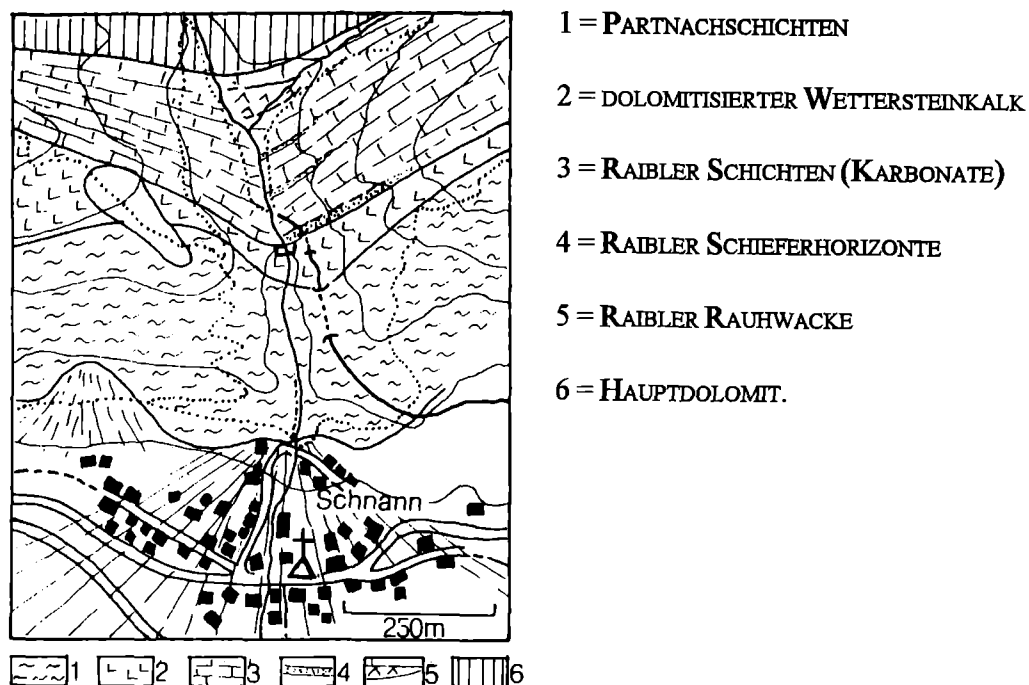 1 = PARTNACHSCHICHTEN
2 = DOLOMITISIERTER WETTERSTEINKALK
3 = RAIBLER SCHICHTEN (KARBONATE)
4 = RAIBLER SCHIEFERHORIZONTE
5 = RAIBLER RAUHWACKE
6 = HAUPTDOLOMIT.
Schnann
250m
1 2 3 4 5 6